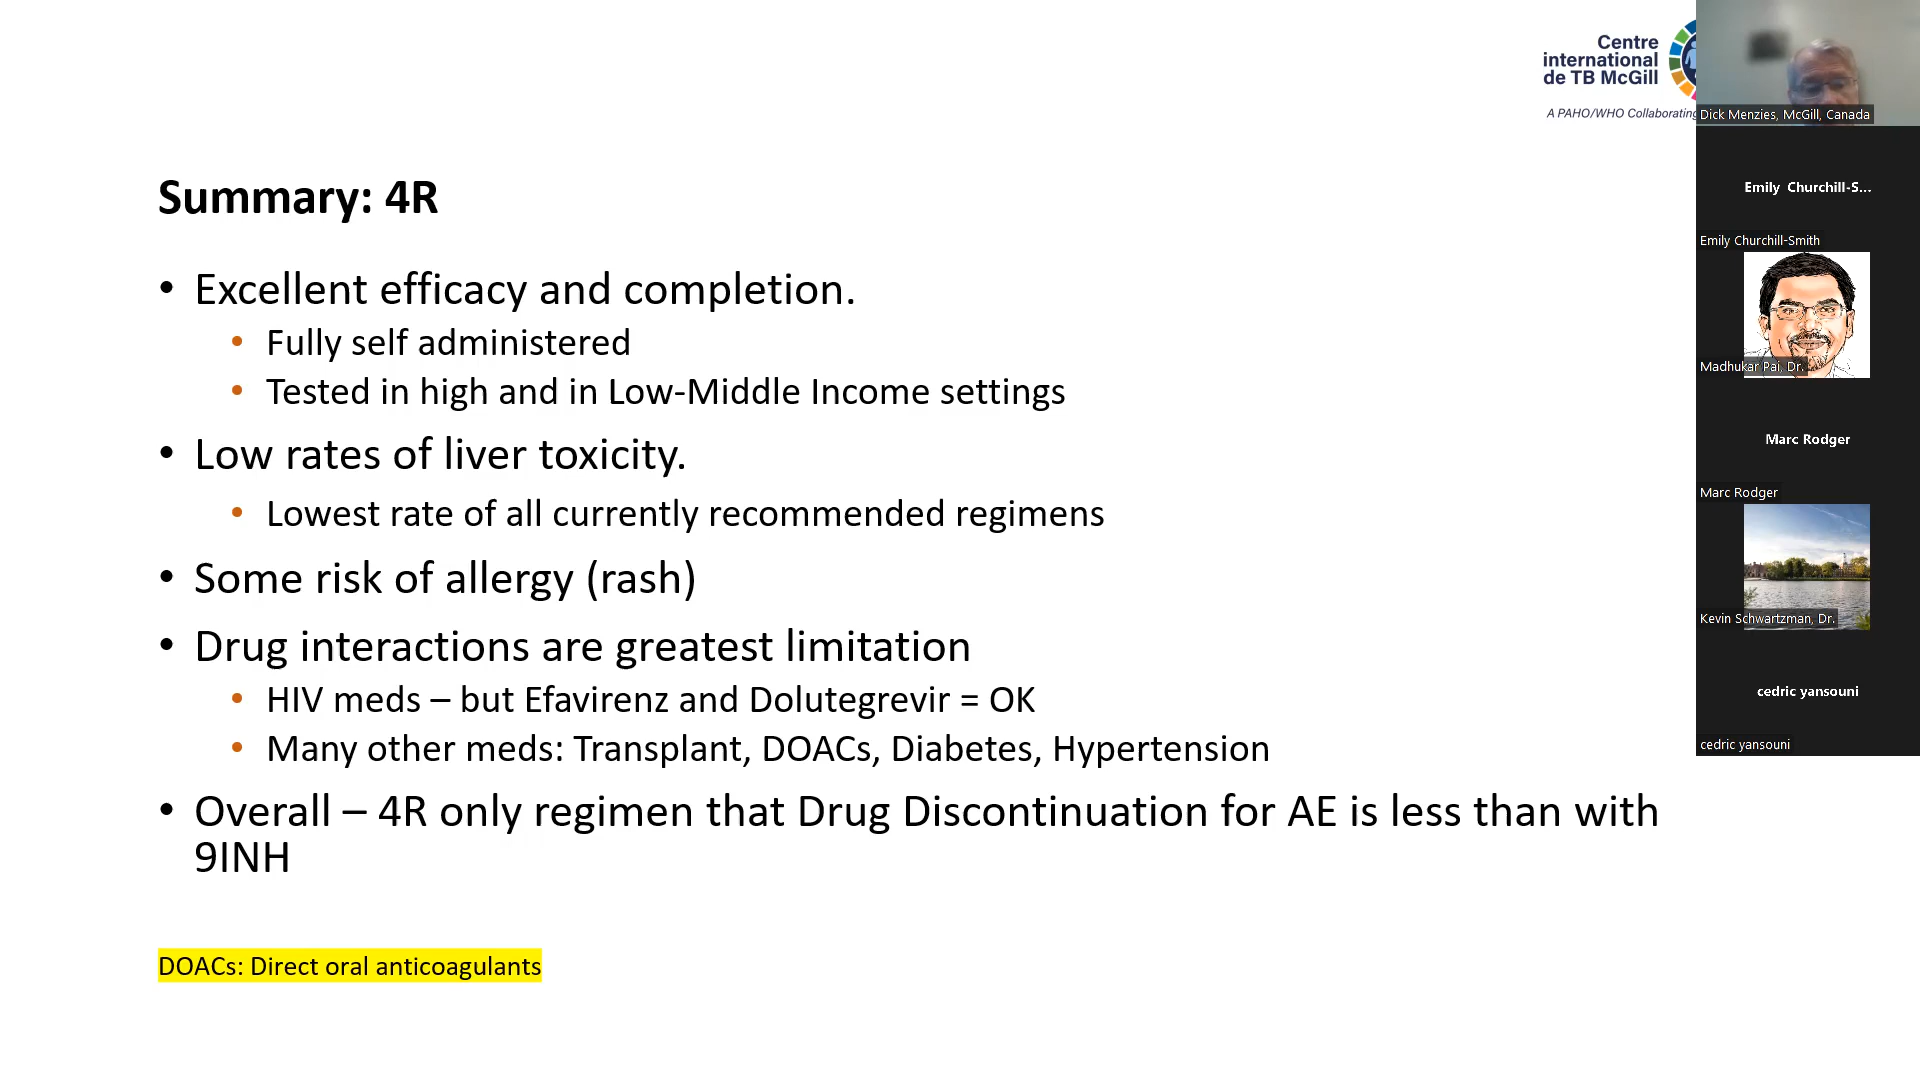 Centre
international
de TB McGill
A PAHO/WHO Collaborating
Summary: 4R
• Excellent efficacy and completion.
• Fully self administered
• Tested in high and in Low-Middle Income settings
• Low rates of liver toxicity.
• Lowest rate of all currently recommended regimens
• Some risk of allergy (rash)
• Drug interactions are greatest limitation
• HIV meds – but Efavirenz and Dolutegrevir = OK
• Many other meds: Transplant, DOACs, Diabetes, Hypertension
• Overall – 4R only regimen that Drug Discontinuation for AE is less than with
9INH
DOACs: Direct oral anticoagulants
Dick Menzies, McGill, Canada
Emily Churchill-S...
Emily Churchill-Smith
Madhukar Pai, Dr.
Marc Rodger
Marc Rodger
Kevin Schwartzman, Dr.
cedric yansouni
cedric yansouni